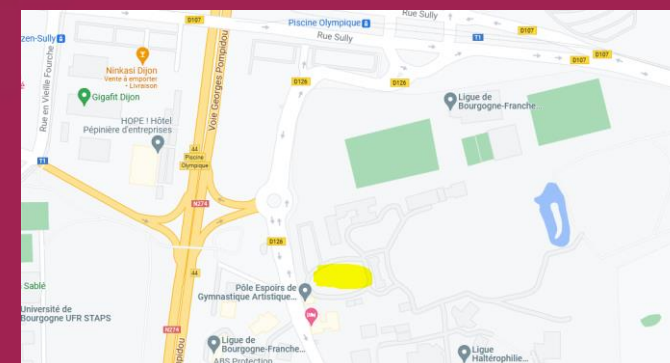 D107
Piscine Olympique
Rue Sully
Rue Sully
T1
D107
D107
zen-Sully
Ninkasi Dijon
Vente à emporter
• Livraison
D126
D126
Gigafit Dijon
Ligue de
Bourgogne-Franche...
Rue en Vieille Fourche
Voie Georges Pompidou
HOPE ! Hôtel
Pépinière d'entreprises
44
Piscine
Olympique
T1
N274
D126
44
Pôle Espoirs de
Gymnastique Artistique...
Sablé
Université de
Bourgogne UFR STAPS
N274
Ligue de
Bourgogne-Franche...
ABS Protection
pidou
Ligue
Haltérophilie...